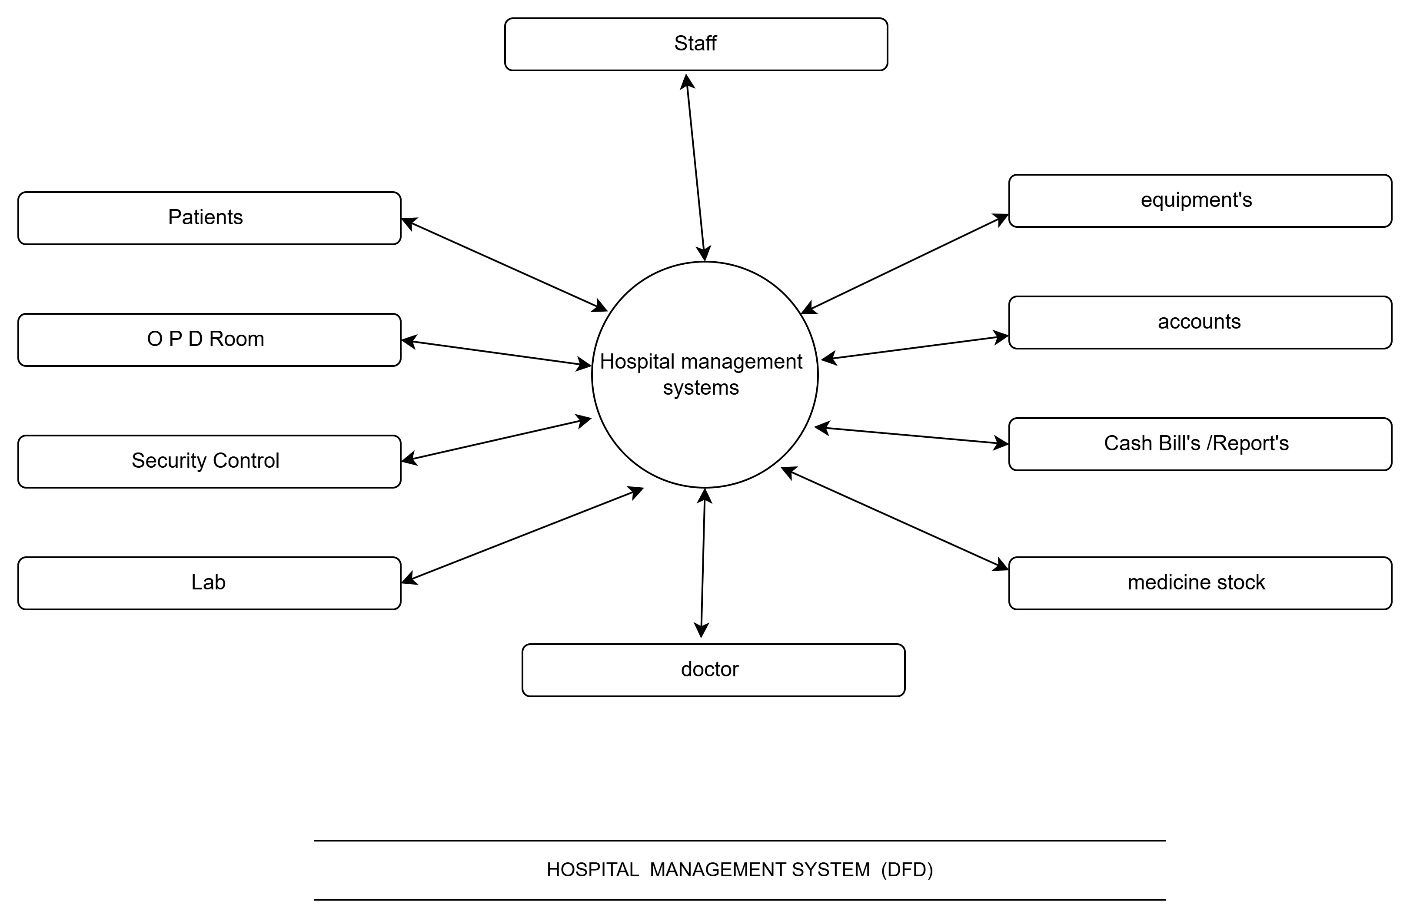 Staff
Patients
equipment's
O P D Room
accounts
Hospital management
systems
Security Control
Cash Bill's /Report's
Lab
medicine stock
doctor
HOSPITAL  MANAGEMENT SYSTEM  (DFD)